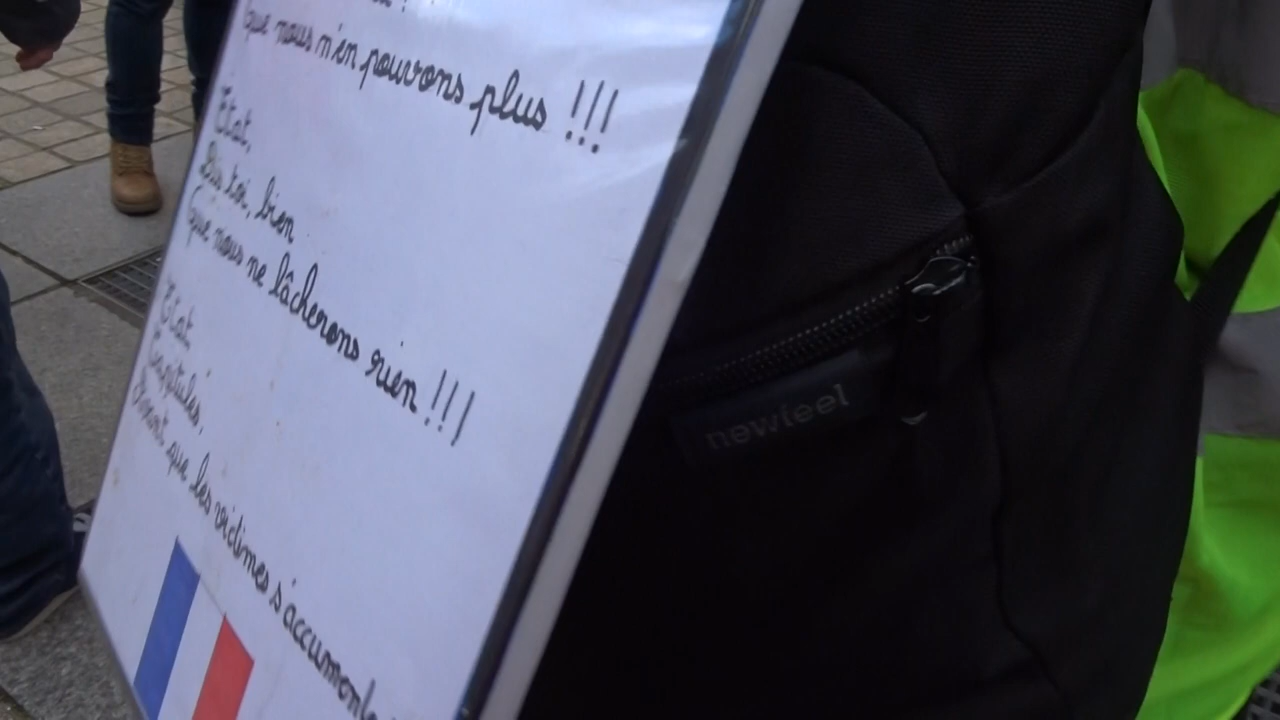 que nous n'en pouvons plus !!!
État,
Dis toi, bien
Que nous ne lâcherons rien !!!
État
Capitules,
Avant que les victimes s'accumulent
newfeel